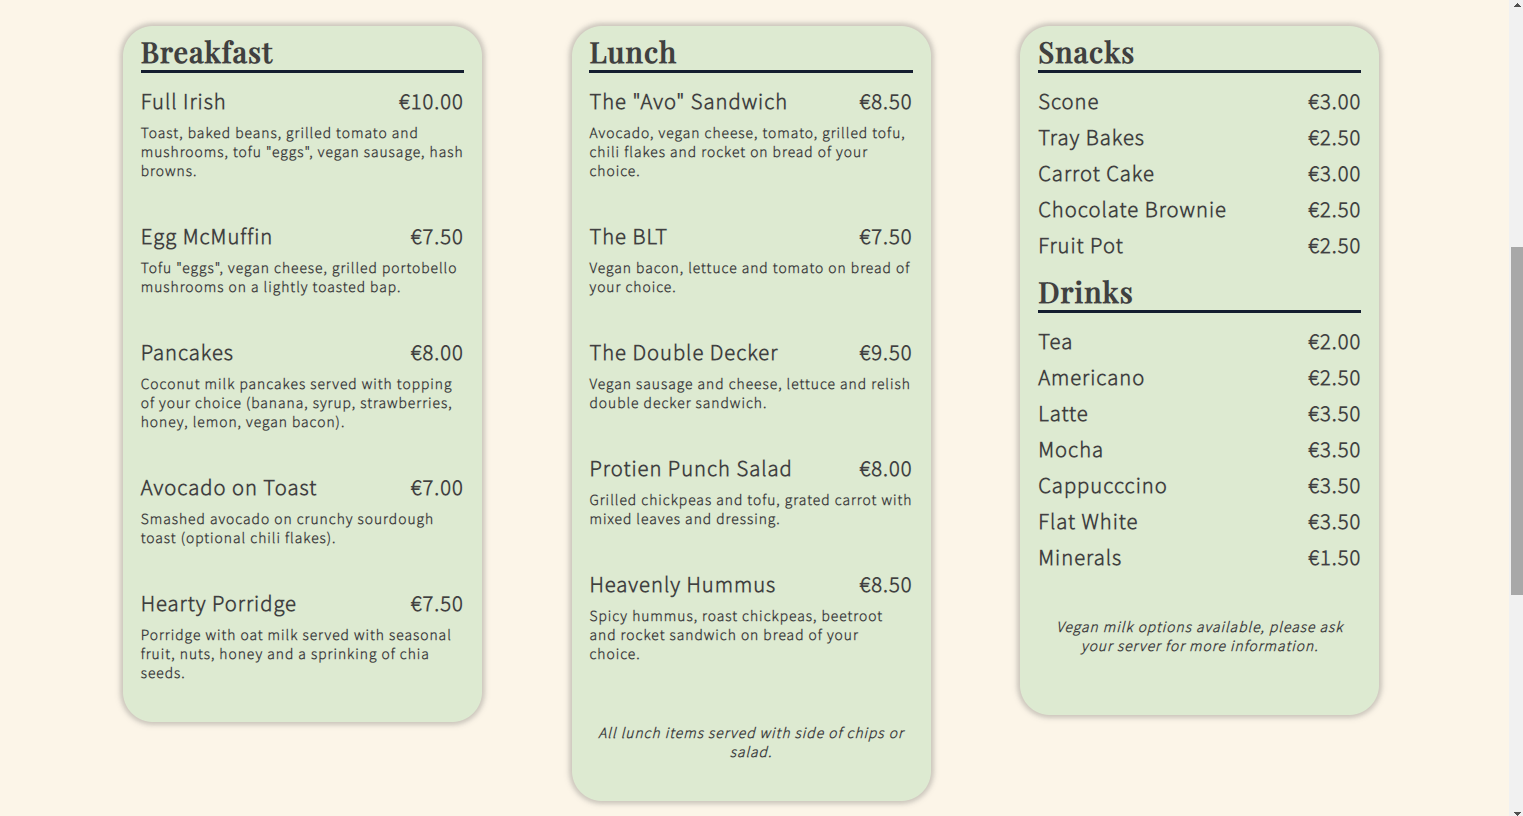 Breakfast
Full Irish €10.00
Toast, baked beans, grilled tomato and
mushrooms, tofu "eggs", vegan sausage, hash
browns.
Egg McMuffin €7.50
Tofu "eggs", vegan cheese, grilled portobello
mushrooms on a lightly toasted bap.
Pancakes €8.00
Coconut milk pancakes served with topping
of your choice (banana, syrup, strawberries,
honey, lemon, vegan bacon).
Avocado on Toast €7.00
Smashed avocado on crunchy sourdough
toast (optional chili flakes).
Hearty Porridge €7.50
Porridge with oat milk served with seasonal
fruit, nuts, honey and a sprinking of chia
seeds.
Lunch
The "Avo" Sandwich €8.50
Avocado, vegan cheese, tomato, grilled tofu,
chili flakes and rocket on bread of your
choice.
The BLT €7.50
Vegan bacon, lettuce and tomato on bread of
your choice.
The Double Decker €9.50
Vegan sausage and cheese, lettuce and relish
double decker sandwich.
Protien Punch Salad €8.00
Grilled chickpeas and tofu, grated carrot with
mixed leaves and dressing.
Heavenly Hummus €8.50
Spicy hummus, roast chickpeas, beetroot
and rocket sandwich on bread of your
choice.
All lunch items served with side of chips or
salad.
Snacks
Scone €3.00
Tray Bakes €2.50
Carrot Cake €3.00
Chocolate Brownie €2.50
Fruit Pot €2.50
Drinks
Tea €2.00
Americano €2.50
Latte €3.50
Mocha €3.50
Cappucccino €3.50
Flat White €3.50
Minerals €1.50
Vegan milk options available, please ask
your server for more information.